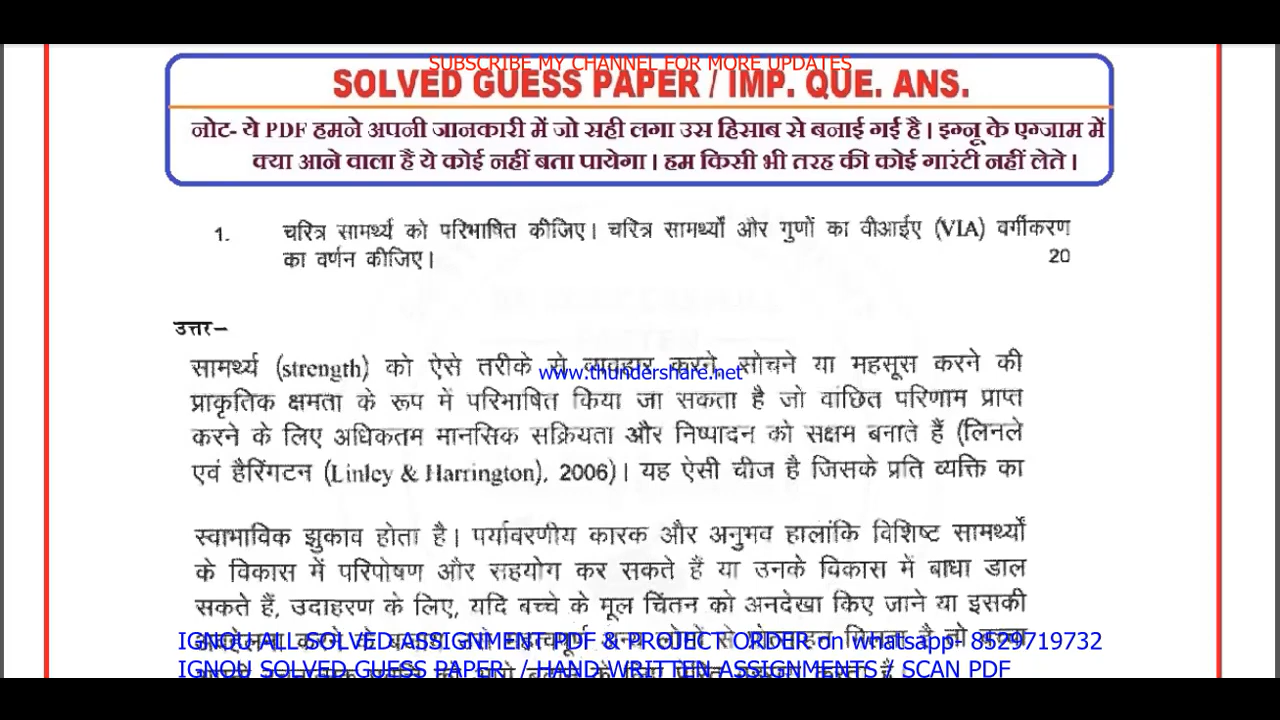 SUBSCRIBE MY CHANNEL FOR MORE UPDATES
SOLVED GUESS PAPER / IMP. QUE. ANS.
नोट- ये PDF हमने अपनी जानकारी में जो सही लगा उस हिसाब से बनाई गई है। इग्नू के एग्जाम में
क्या आने वाला है ये कोई नहीं बता पायेगा। हम किसी भी तरह की कोई गारंटी नहीं लेते।
1. चरित्र सामर्थ्य को परिभाषित कीजिए। चरित्र सामर्थ्यों और गुणों का वीआईए (VIA) वर्गीकरण
का वर्णन कीजिए। 20
उत्तर–
सामर्थ्य (strength) को ऐसे तरीके से व्यवहार करने, सोचने या महसूस करने की
www.thundershare.net
प्राकृतिक क्षमता के रूप में परिभाषित किया जा सकता है जो वांछित परिणाम प्राप्त
करने के लिए अधिकतम मानसिक सक्रियता और निष्पादन को सक्षम बनाते हैं (लिनले
एवं हैरिंगटन (Linley & Harrington), 2006)। यह ऐसी चीज है जिसके प्रति व्यक्ति का
स्वाभाविक झुकाव होता है। पर्यावरणीय कारक और अनुभव हालांकि विशिष्ट सामर्थ्यों
के विकास में परिपोषण और सहयोग कर सकते हैं या उनके विकास में बाधा डाल
सकते हैं, उदाहरण के लिए, यदि बच्चे के मूल चिंतन को अनदेखा किए जाने या इसकी
IGNOU ALL SOLVED ASSIGNMENT PDF & PROJECT ORDER on whatsapp- 8529719732
IGNOU SOLVED GUESS PAPER / HAND WRITTEN ASSIGNMENTS / SCAN PDF